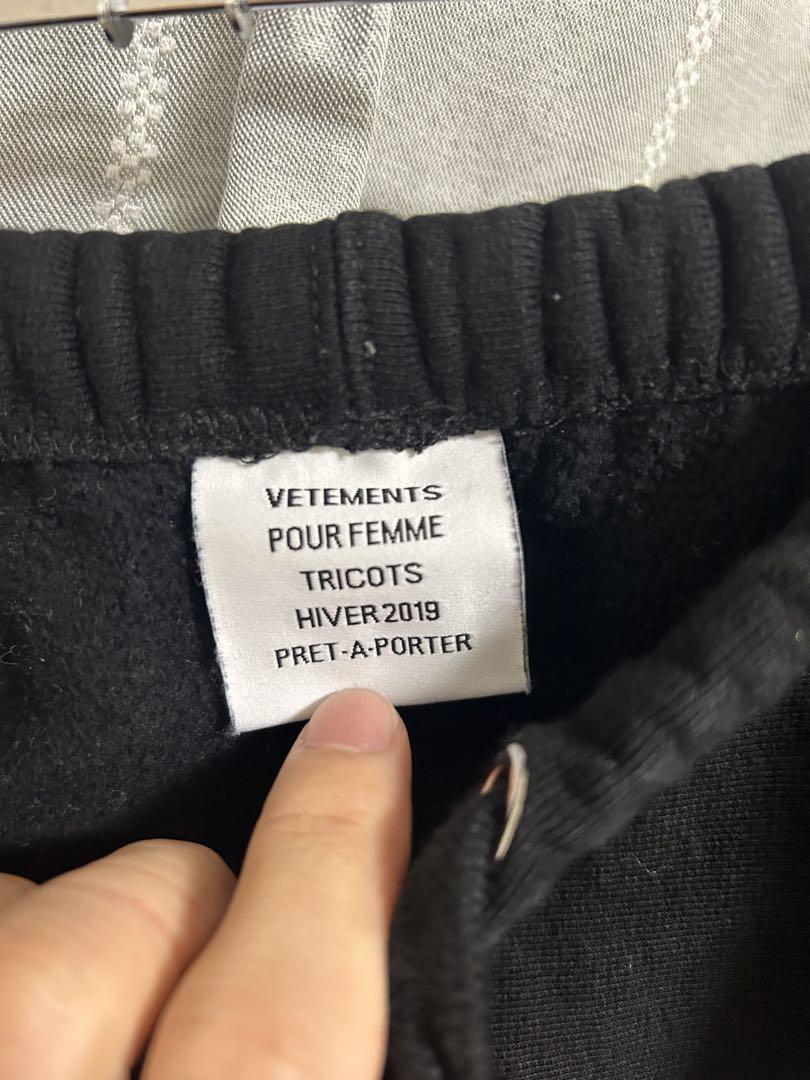 VETEMENTS
POUR FEMME
TRICOTS
HIVER 2019
PRET-A-PORTER